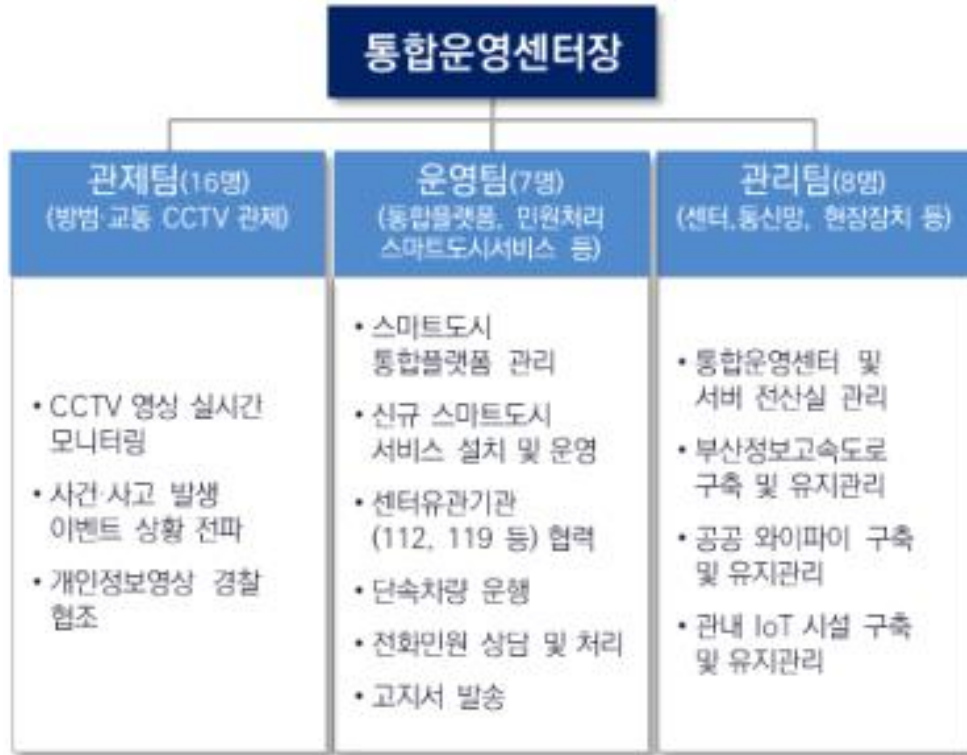 통합운영센터장
관제팀(16명)
(방범·교통 CCTV 관제)
• CCTV 영상 실시간
모니터링
• 사건·사고 발생
이벤트 상황 전파
• 개인정보영상 경찰
협조
운영팀(7명)
(통합플랫폼, 민원처리
스마트도시서비스 등)
• 스마트도시
통합플랫폼 관리
• 신규 스마트도시
서비스 설치 및 운영
• 센터유관기관
(112, 119 등) 협력
• 단속차량 운행
• 전화민원 상담 및 처리
• 고지서 발송
관리팀(8명)
(센터,통신망, 현장장치 등)
• 통합운영센터 및
서버 전산실 관리
• 부산정보고속도로
구축 및 유지관리
• 공공 와이파이 구축
및 유지관리
• 관내 IoT 시설 구축
및 유지관리